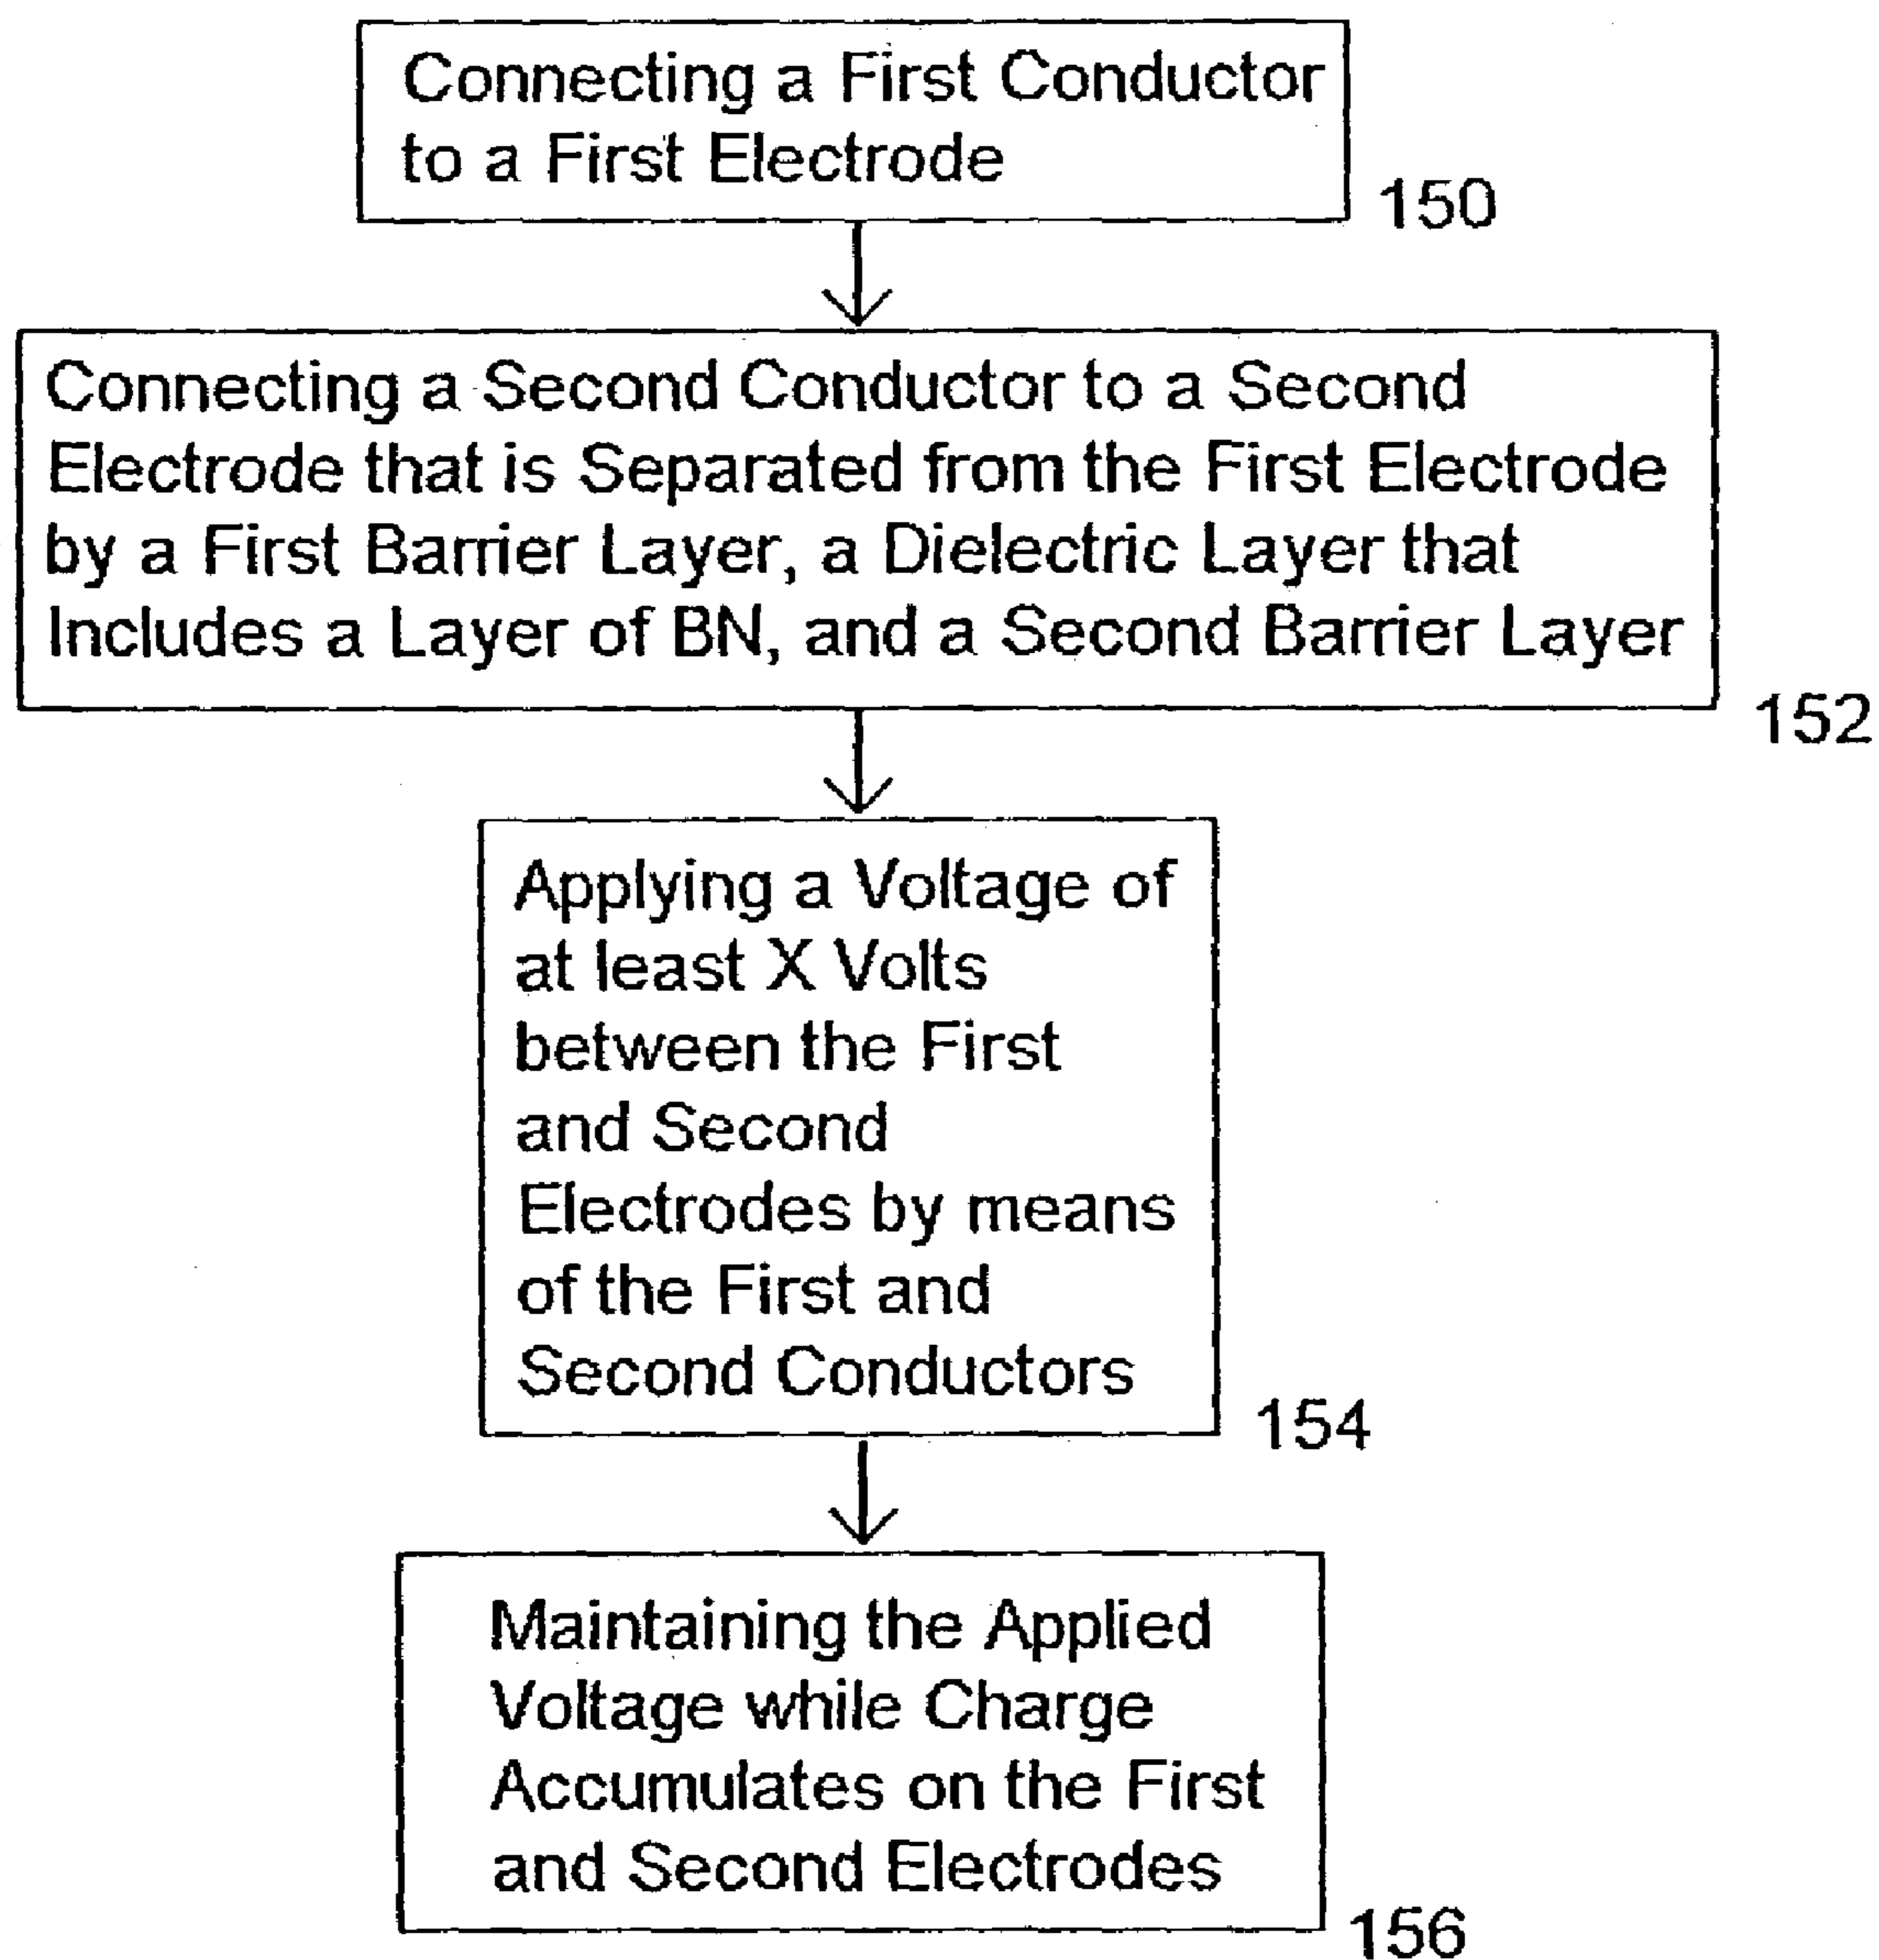 Connecting a First Conductor
to a First Electrode
150
Connecting a Second Conductor to a Second
Electrode that is Separated from the First Electrode
by a First Barrier Layer, a Dielectric Layer that
Includes a Layer of BN, and a Second Barrier Layer
152
Applying a Voltage of
at least X Volts
between the First
and Second
Electrodes by means
of the First and
Second Conductors
154
Maintaining the Applied
Voltage while Charge
Accumulates on the First
and Second Electrodes
156